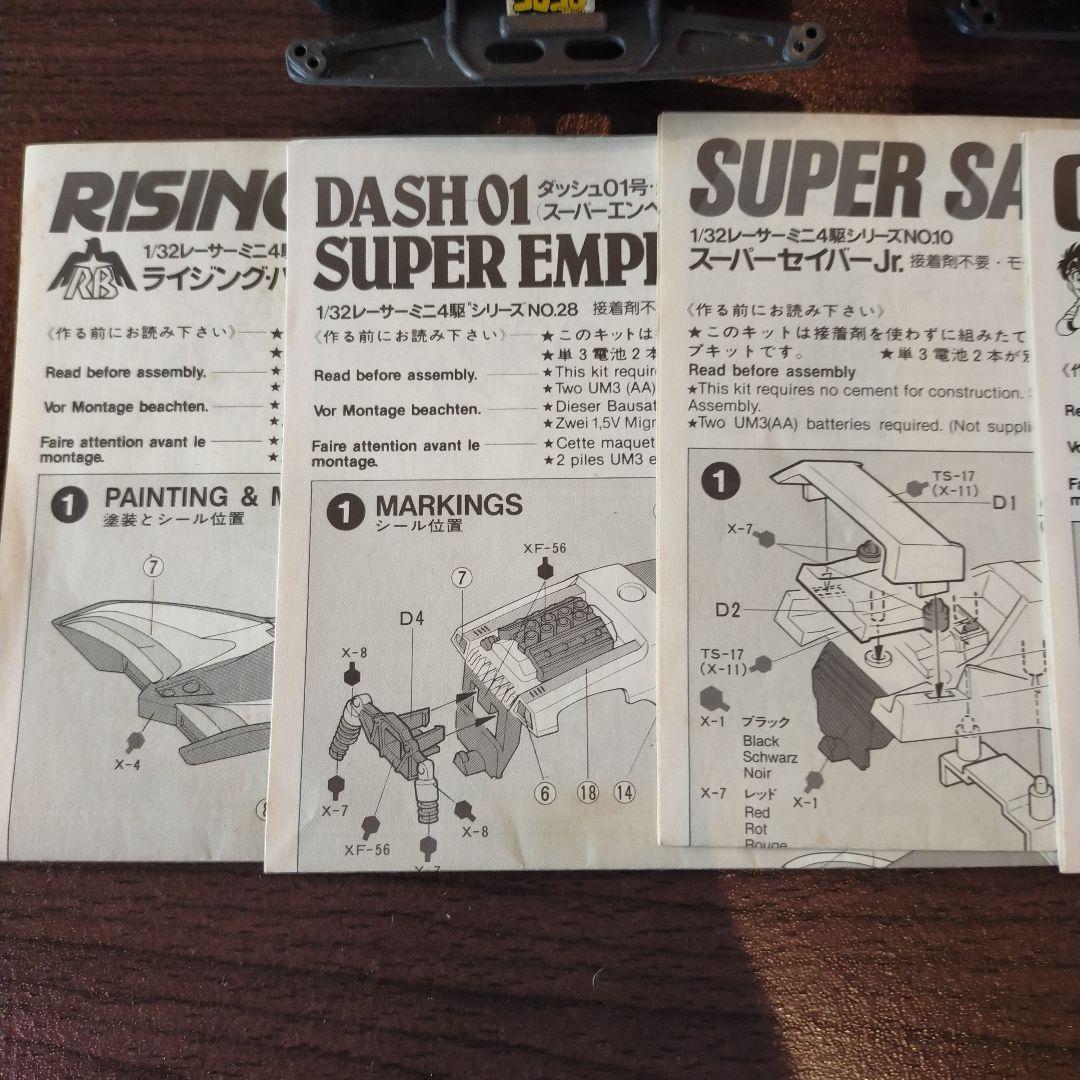 RISING
RB
1/32レーサーミニ4駆
ライジング・
《作る前にお読み下さい》 ★
★
Read before assembly. ★
★
Vor Montage beachten. ★
★
Faire attention avant le ★
montage. ★
1 PAINTING &
塗装とシール位置
7
X-4
DASH 01 ダッシュ01号・
(スーパーエンペ
SUPER EMP
1/32レーサーミニ4駆シリーズNO.28 接着剤不
《作る前にお読み下さい》 ★このキットは
★単3電池2本
Read before assembly. ★This kit requir
★Two UM3 (AA)
Vor Montage beachten. ★Dieser Bausat
★Zwei 1,5V Mign
Faire attention avant le ★Cette maquet
montage. ★2 piles UM3 e
1 MARKINGS
シール位置
XF-56
7
D4
X-8
X-7
6 18 14
X-8
XF-56
X-7
SUPER SA
1/32レーサーミニ4駆シリーズNO.10
スーパーセイバーJr. 接着剤不要・モー
《作る前にお読み下さい》
★このキットは接着剤を使わずに組みたて
プキットです。 ★単3電池2本が
Read before assembly
★This kit requires no cement for construction.
Assembly.
★Two UM3(AA) batteries required. (Not suppli
1
TS-17
(X-11)
D1
X-7
D2
TS-17
(X-11)
X-1 ブラック
Black
Schwarz
Noir
X-7 レッド
Red
Rot
Rouge
X-1